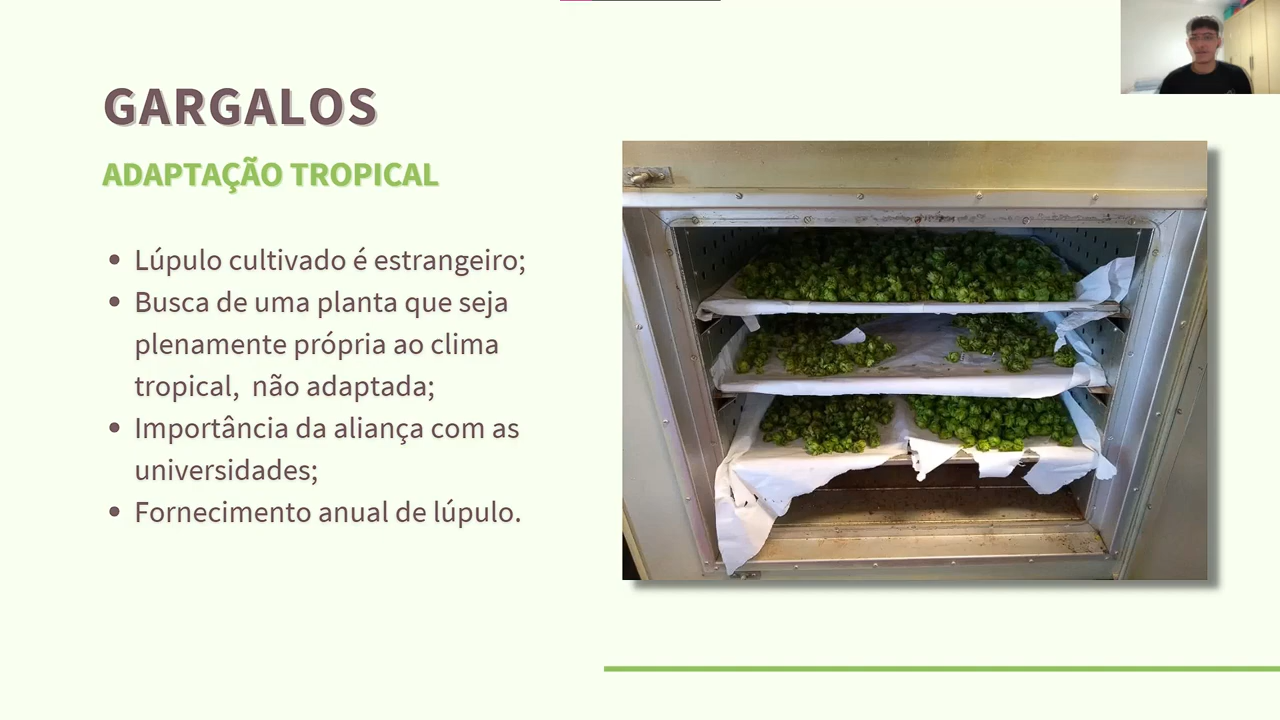 GARGALOS
ADAPTAÇÃO TROPICAL
• Lúpulo cultivado é estrangeiro;
• Busca de uma planta que seja
plenamente própria ao clima
tropical,  não adaptada;
• Importância da aliança com as
universidades;
• Fornecimento anual de lúpulo.